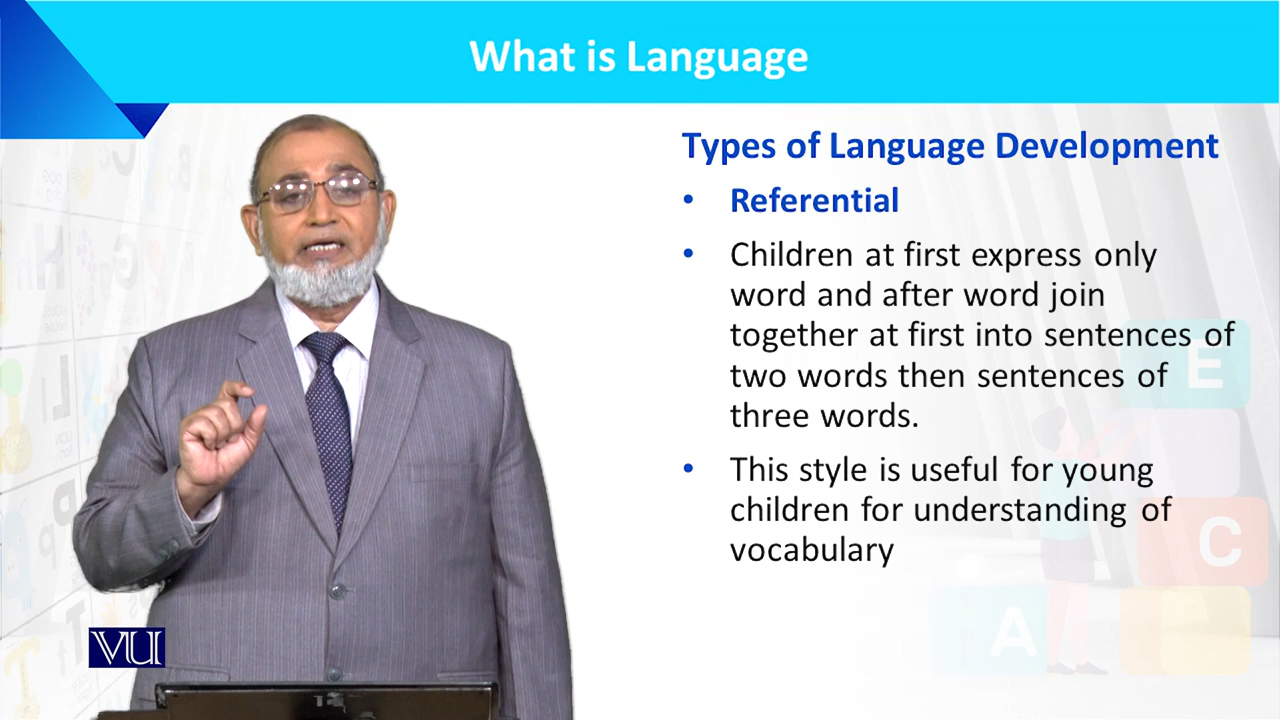 What is Language
Types of Language Development
• Referential
• Children at first express only
word and after word join
together at first into sentences of
two words then sentences of
three words.
• This style is useful for young
children for understanding of
vocabulary
VU
E
C
A